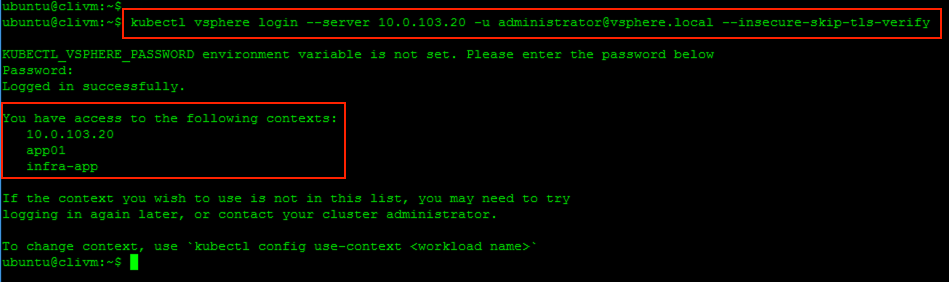 ubuntu@clivm:~$
ubuntu@clivm:~$ kubectl vsphere login --server 10.0.103.20 -u administrator@vsphere.local --insecure-skip-tls-verify
KUBECTL_VSPHERE_PASSWORD environment variable is not set. Please enter the password below
Password:
Logged in successfully.
You have access to the following contexts:
10.0.103.20
app01
infra-app
If the context you wish to use is not in this list, you may need to try
logging in again later, or contact your cluster administrator.
To change context, use `kubectl config use-context <workload name>`
ubuntu@clivm:~$